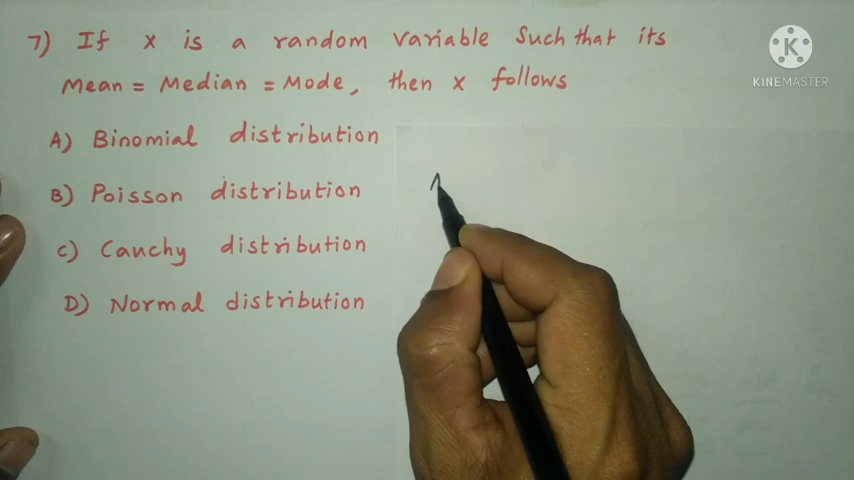 7) If x is a random variable such that its
Mean = Median = Mode, then x follows
A) Binomial distribution
B) Poisson distribution
C) Cauchy distribution
D) Normal distribution
K
KINEMASTER